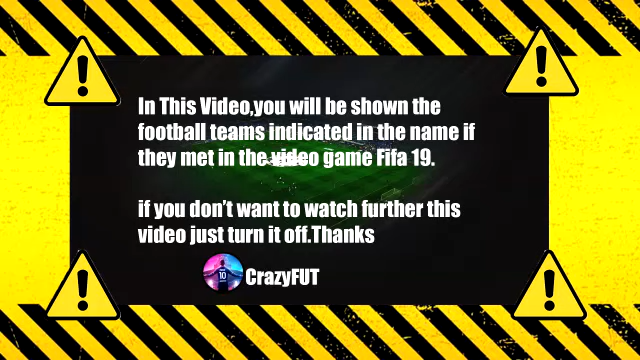 In This Video,you will be shown the
football teams indicated in the name if
they met in the video game Fifa 19.
if you don't want to watch further this
video just turn it off.Thanks
10
CrazyFUT